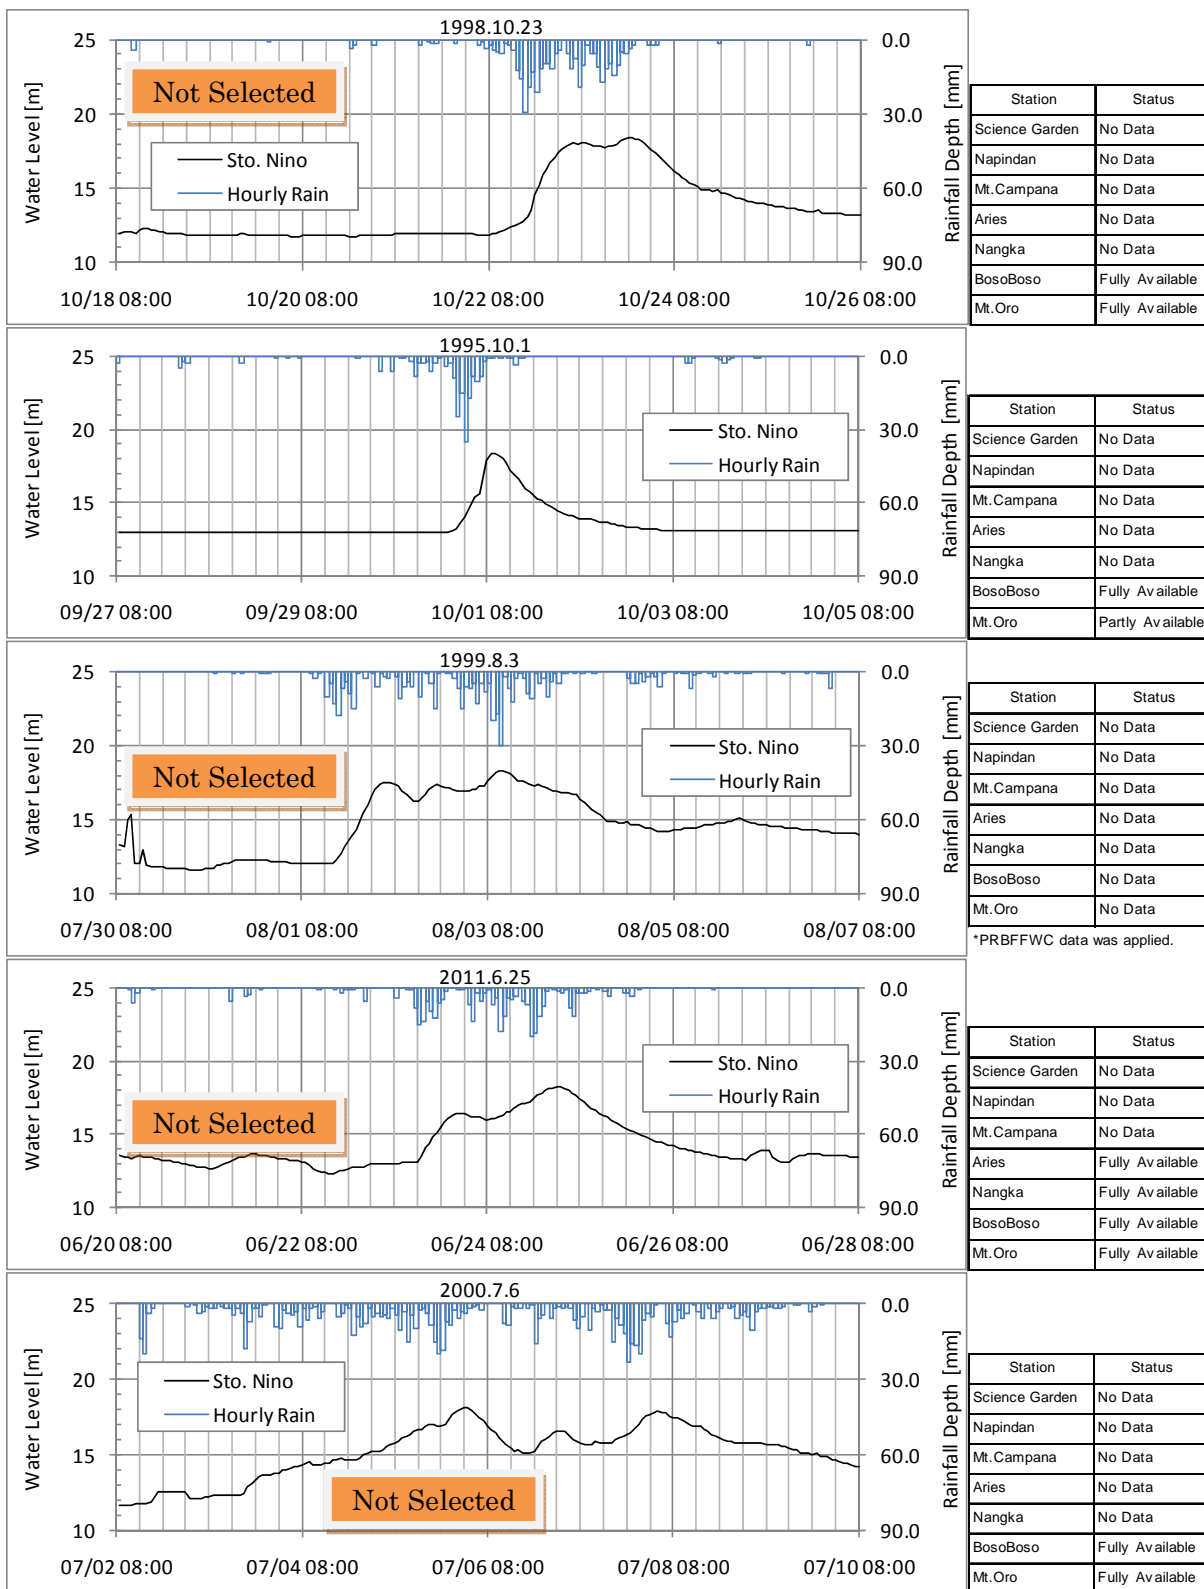 1998.10.23
25
20
15
10
Water Level [m]
0.0
30.0
60.0
90.0
Rainfall Depth [mm]
Not Selected
Sto. Nino
Hourly Rain
10/18 08:00 10/20 08:00 10/22 08:00 10/24 08:00 10/26 08:00
Station Status
Science Garden No Data
Napindan No Data
Mt.Campana No Data
Aries No Data
Nangka No Data
BosoBoso Fully Available
Mt.Oro Fully Available
1995.10.1
25
20
15
10
Water Level [m]
0.0
30.0
60.0
90.0
Rainfall Depth [mm]
Sto. Nino
Hourly Rain
09/27 08:00 09/29 08:00 10/01 08:00 10/03 08:00 10/05 08:00
Station Status
Science Garden No Data
Napindan No Data
Mt.Campana No Data
Aries No Data
Nangka No Data
BosoBoso Fully Available
Mt.Oro Partly Available
1999.8.3
25
20
15
10
Water Level [m]
0.0
30.0
60.0
90.0
Rainfall Depth [mm]
Not Selected
Sto. Nino
Hourly Rain
07/30 08:00 08/01 08:00 08/03 08:00 08/05 08:00 08/07 08:00
Station Status
Science Garden No Data
Napindan No Data
Mt.Campana No Data
Aries No Data
Nangka No Data
BosoBoso No Data
Mt.Oro No Data
*PRBFFWC data was applied.
2011.6.25
25
20
15
10
Water Level [m]
0.0
30.0
60.0
90.0
Rainfall Depth [mm]
Not Selected
Sto. Nino
Hourly Rain
06/20 08:00 06/22 08:00 06/24 08:00 06/26 08:00 06/28 08:00
Station Status
Science Garden No Data
Napindan No Data
Mt.Campana No Data
Aries Fully Available
Nangka Fully Available
BosoBoso Fully Available
Mt.Oro Fully Available
2000.7.6
25
20
15
10
Water Level [m]
0.0
30.0
60.0
90.0
Rainfall Depth [mm]
Sto. Nino
Hourly Rain
Not Selected
07/02 08:00 07/04 08:00 07/06 08:00 07/08 08:00 07/10 08:00
Station Status
Science Garden No Data
Napindan No Data
Mt.Campana No Data
Aries No Data
Nangka No Data
BosoBoso Fully Available
Mt.Oro Fully Available